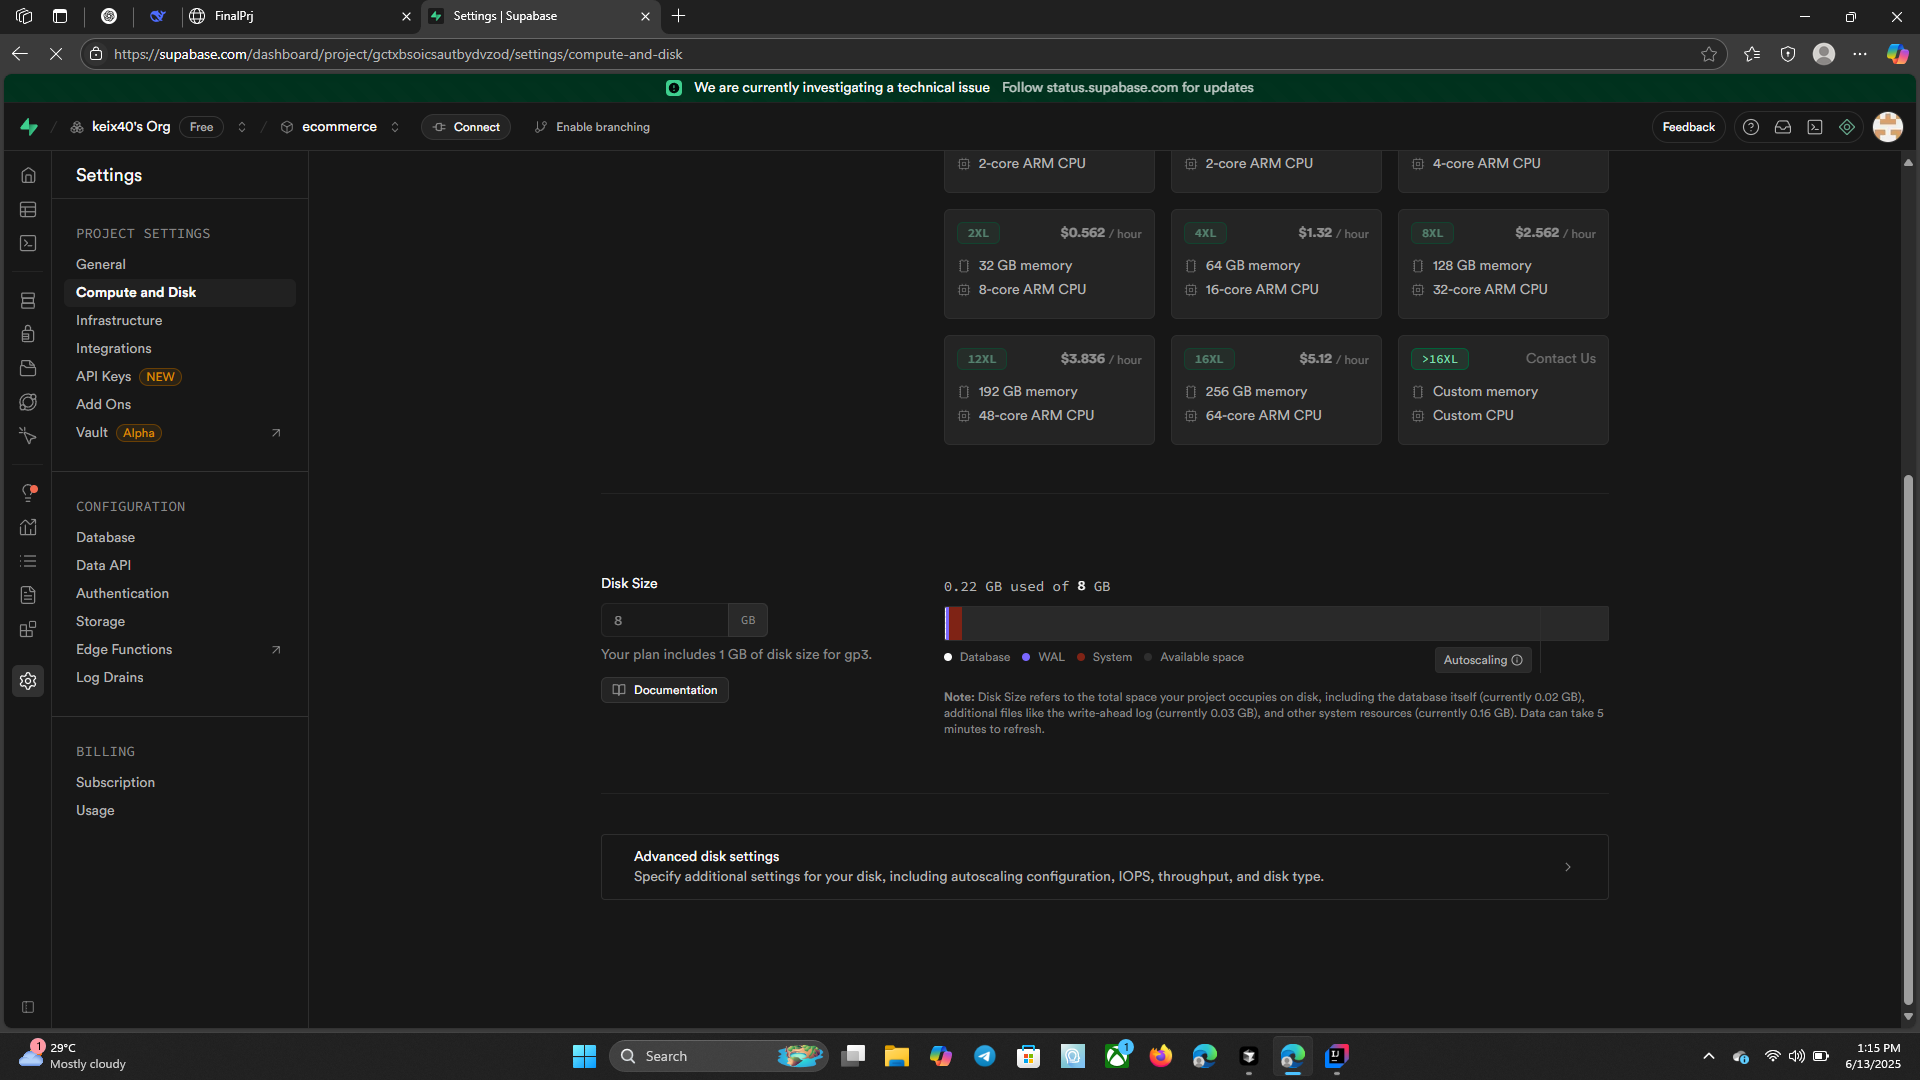 FinalPrj
Settings | Supabase
https://supabase.com/dashboard/project/gctxbsoicsautbydvzod/settings/compute-and-disk
We are currently investigating a technical issue Follow status.supabase.com for updates
keix40's Org Free ecommerce Connect Enable branching Feedback
Settings
PROJECT SETTINGS
General
Compute and Disk
Infrastructure
Integrations
API Keys NEW
Add Ons
Vault Alpha
CONFIGURATION
Database
Data API
Authentication
Storage
Edge Functions
Log Drains
BILLING
Subscription
Usage
2-core ARM CPU
2-core ARM CPU
4-core ARM CPU
2XL $0.562 / hour
32 GB memory
8-core ARM CPU
4XL $1.32 / hour
64 GB memory
16-core ARM CPU
8XL $2.562 / hour
128 GB memory
32-core ARM CPU
12XL $3.836 / hour
192 GB memory
48-core ARM CPU
16XL $5.12 / hour
256 GB memory
64-core ARM CPU
>16XL Contact Us
Custom memory
Custom CPU
Disk Size
8 GB
Your plan includes 1 GB of disk size for gp3.
Documentation
0.22 GB used of 8 GB
Database WAL System Available space
Autoscaling
Note: Disk Size refers to the total space your project occupies on disk, including the database itself (currently 0.02 GB),
additional files like the write-ahead log (currently 0.03 GB), and other system resources (currently 0.16 GB). Data can take 5
minutes to refresh.
Advanced disk settings
Specify additional settings for your disk, including autoscaling configuration, IOPS, throughput, and disk type.
1
29°C
Mostly cloudy
Search
1
IJ
1:15 PM
6/13/2025